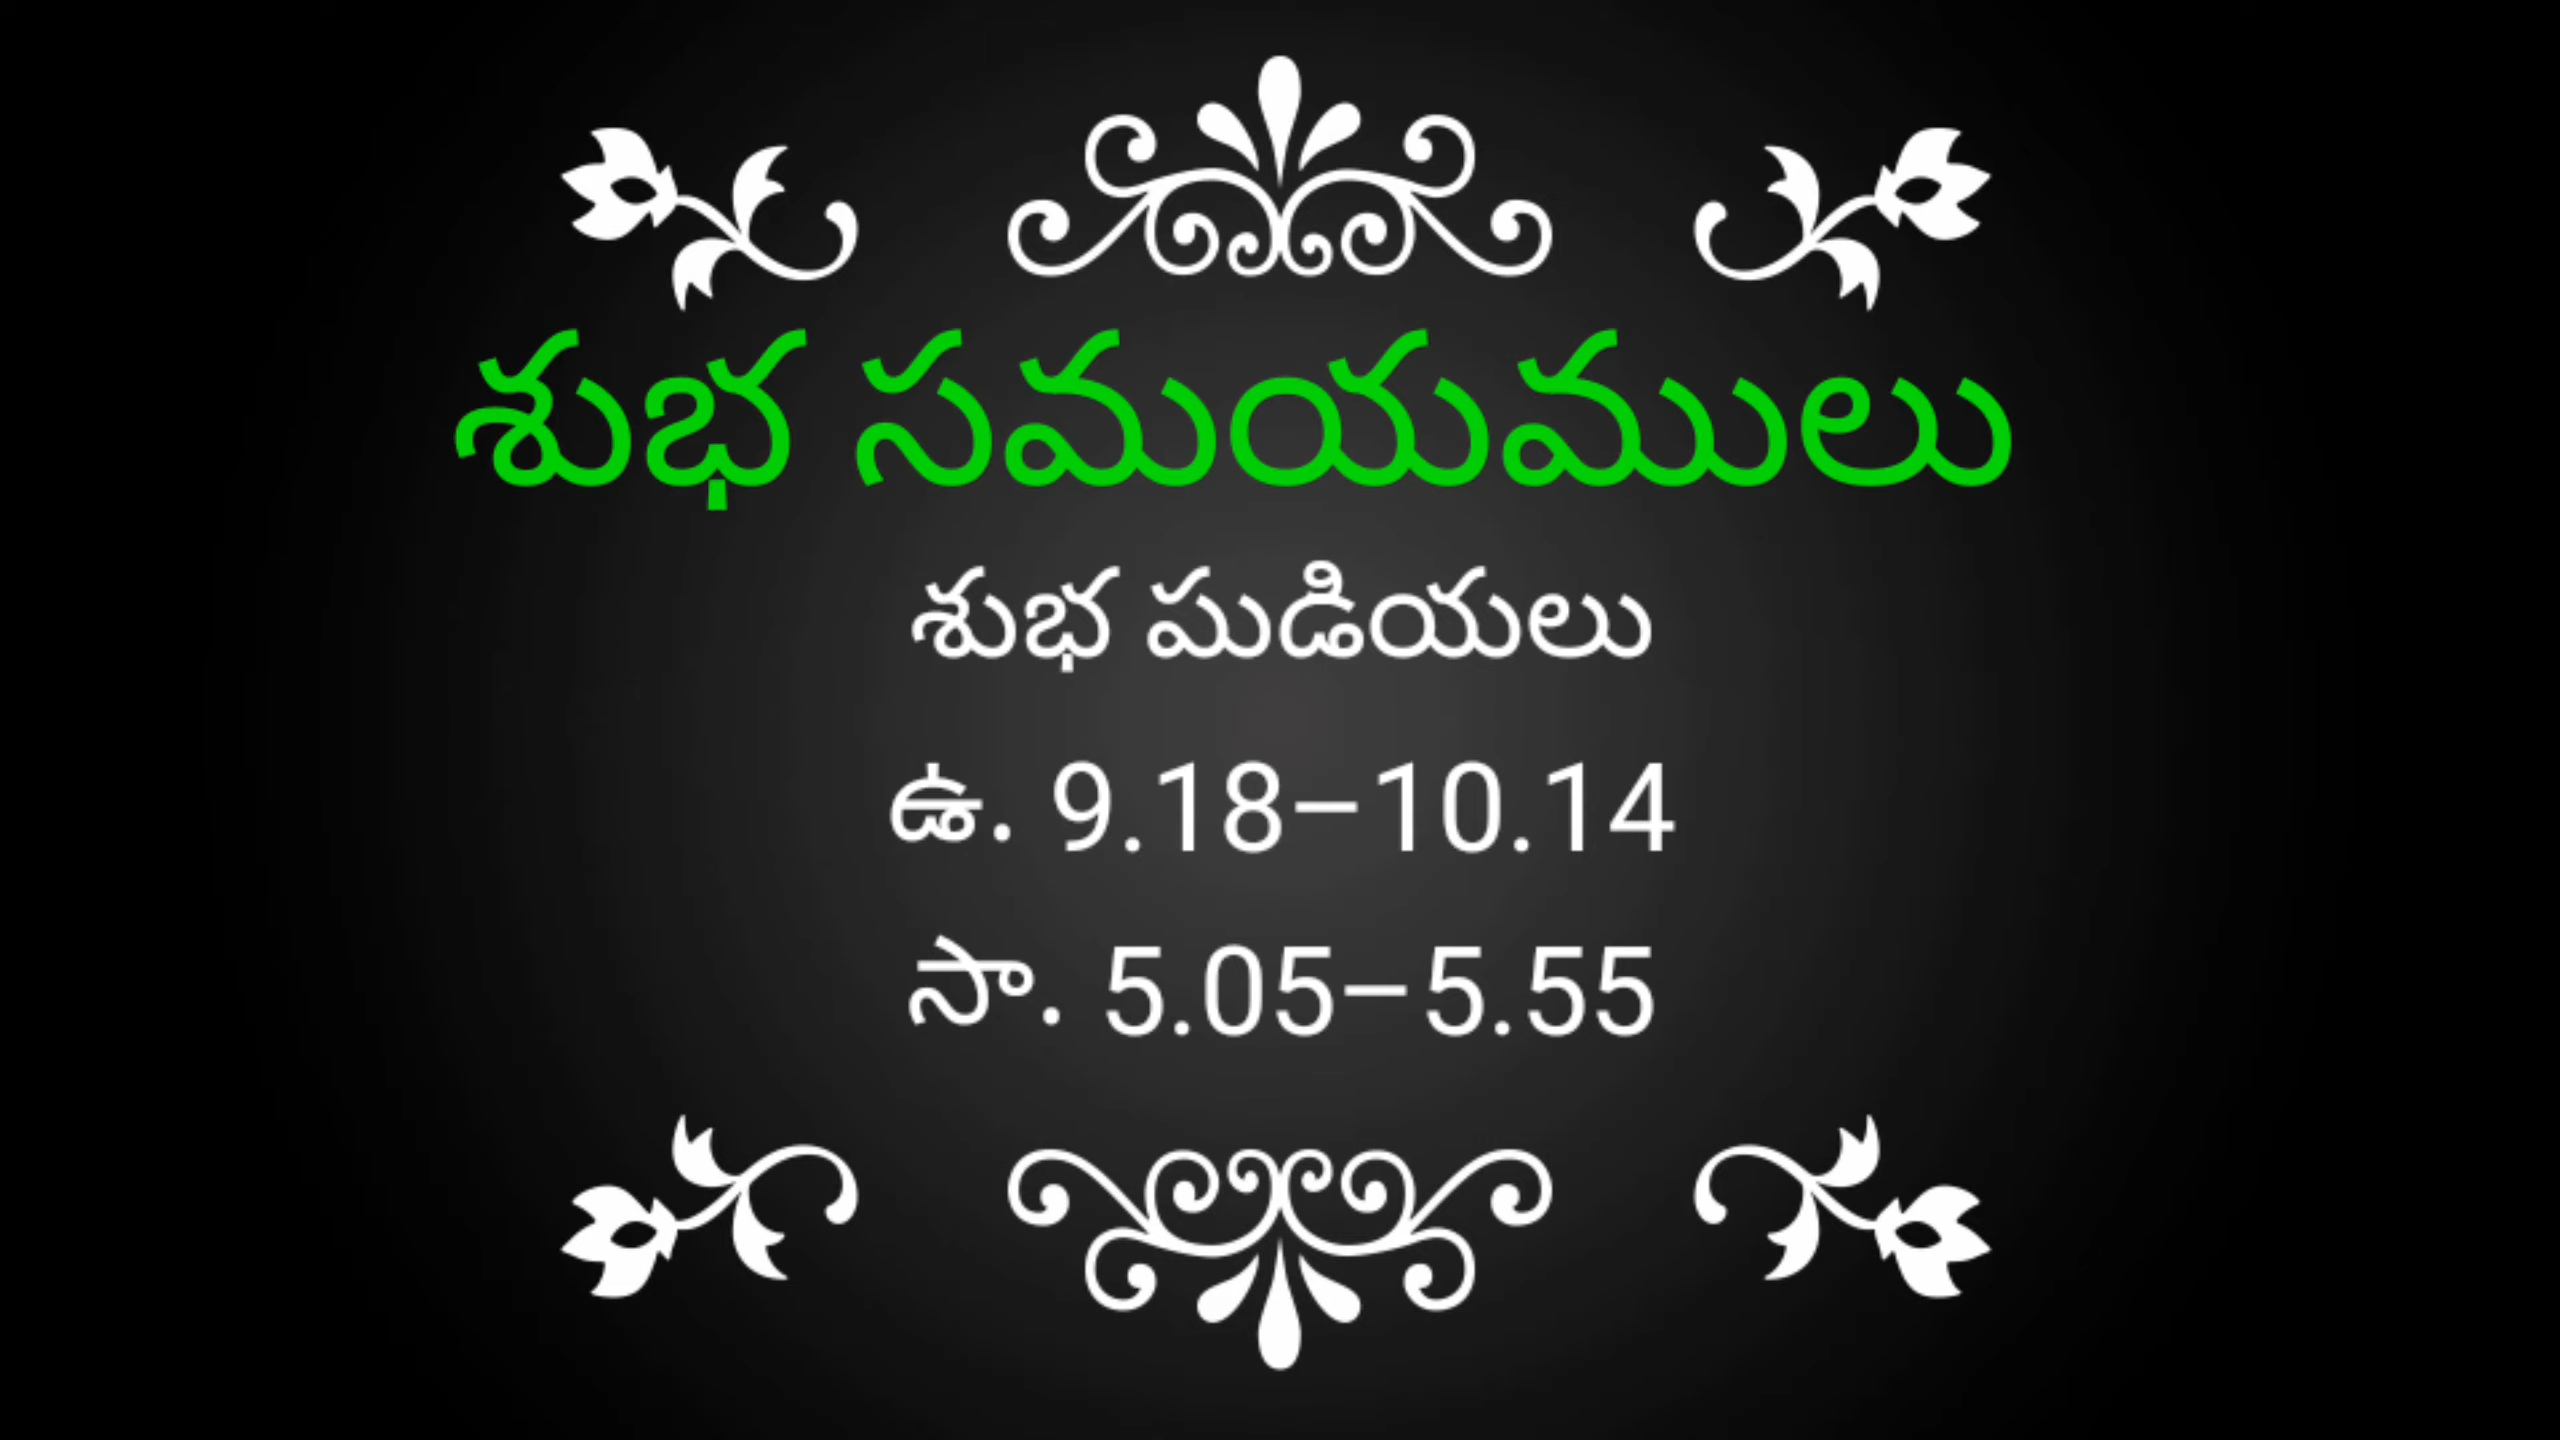 శుభ సమయములు
శుభ ఘడియలు
ఉ. 9.18–10.14
సా. 5.05–5.55